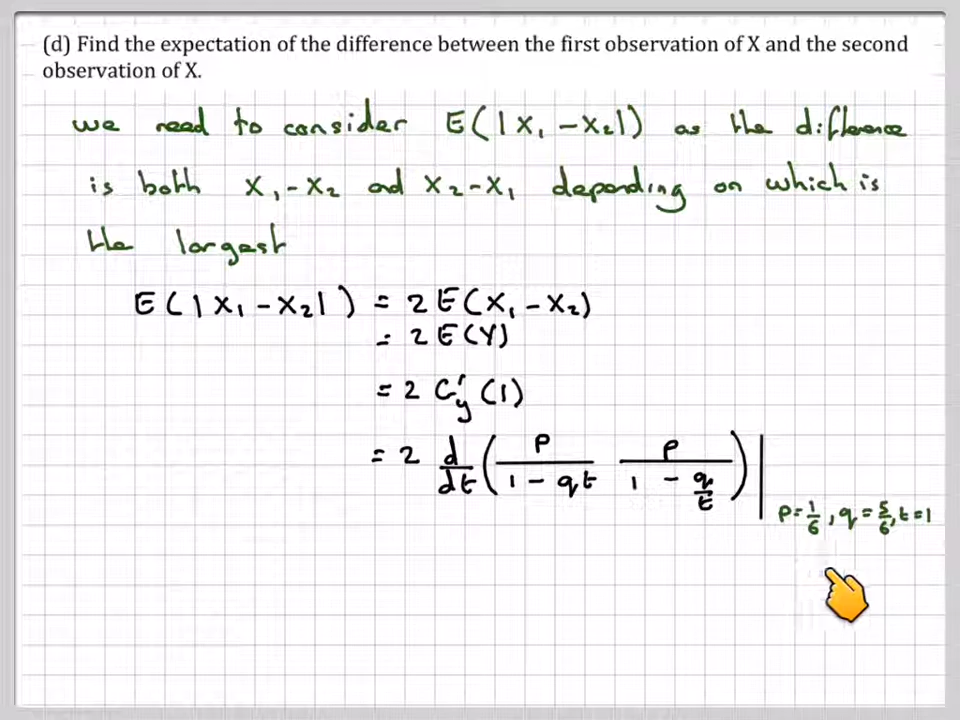 (d) Find the expectation of the difference between the first observation of X and the second
observation of X.
we need to consider E(|X₁ - X₂|) as the difference
is both X₁ - X₂ and X₂ - X₁ depending on which is
the largest
E(|X₁ - X₂|) = 2E(X₁ - X₂)
= 2E(Y)
= 2 G'y(1)
= 2 d/dt (p/(1 - qt) p/(1 - q/t)) | p=1/6, q=5/6, t=1